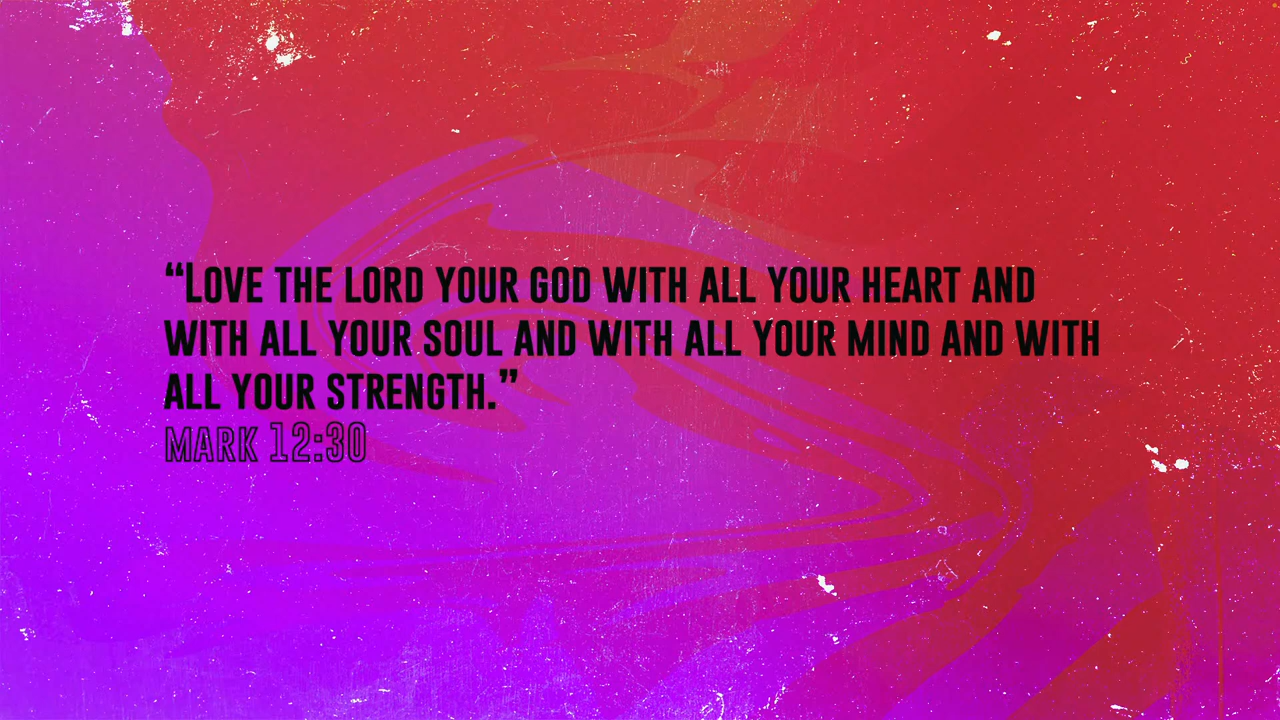 “LOVE THE LORD YOUR GOD WITH ALL YOUR HEART AND
WITH ALL YOUR SOUL AND WITH ALL YOUR MIND AND WITH
ALL YOUR STRENGTH.”
MARK 12:30